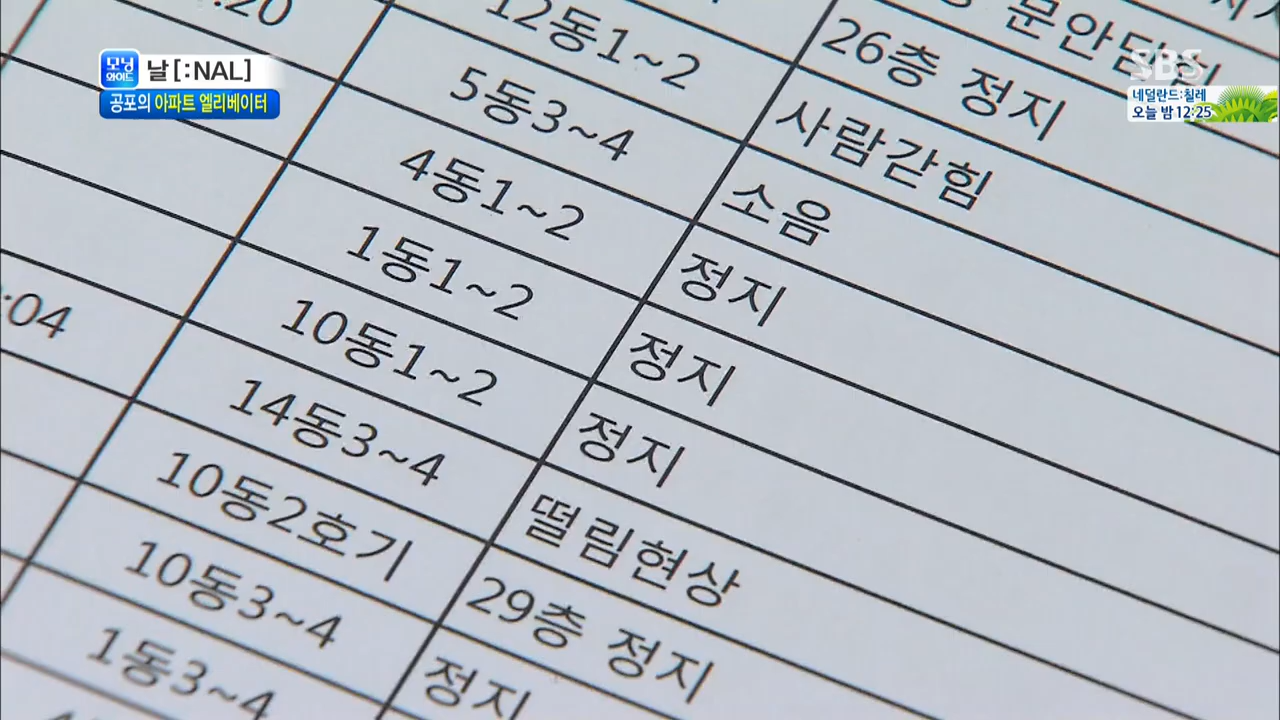 모닝와이드
날[:NAL]
공포의 아파트 엘리베이터
SBS
네덜란드:칠레
오늘 밤 12:25
26층 정지
12동1~2 사람갇힘
5동3~4 소음
4동1~2 정지
1동1~2 정지
10동1~2 정지
14동3~4 떨림현상
10동2호기 29층 정지
10동3~4 정지
1동3~4